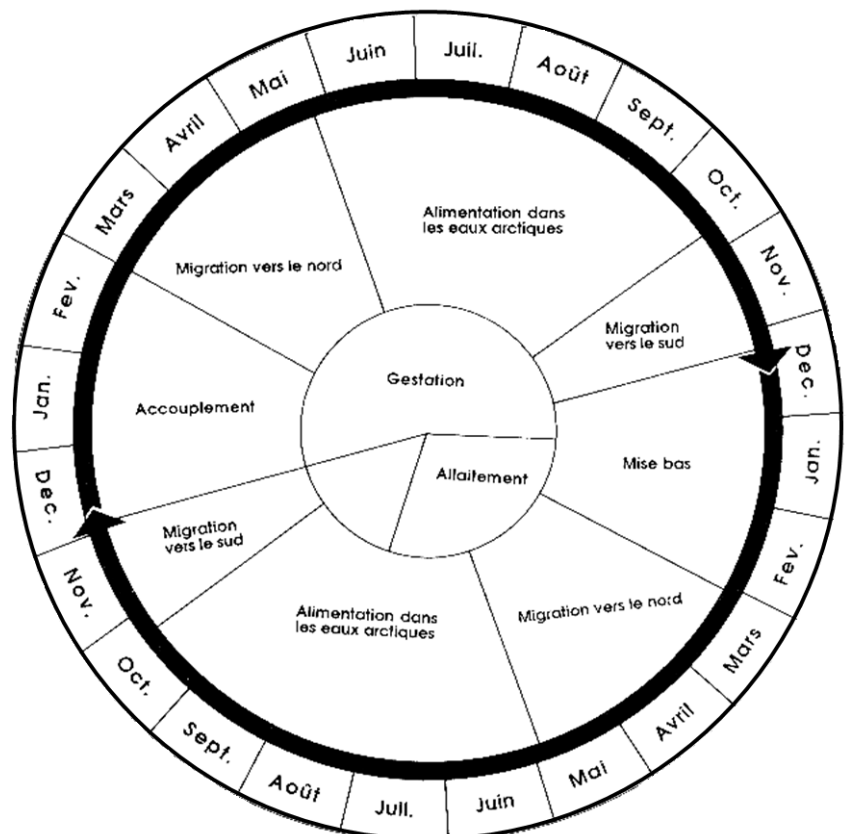 Juin
Juil.
Août
Sept.
Oct.
Nov.
Dec.
Jan.
Fev.
Mars
Avril
Mai
Juin
Juil.
Août
Sept.
Oct.
Nov.
Dec.
Jan.
Fev.
Mars
Avril
Mai
Alimentation dans
les eaux arctiques
Migration vers le nord
Migration
vers le sud
Gestation
Accouplement
Mise bas
Allaitement
Migration
vers le sud
Alimentation dans
les eaux arctiques
Migration vers le nord